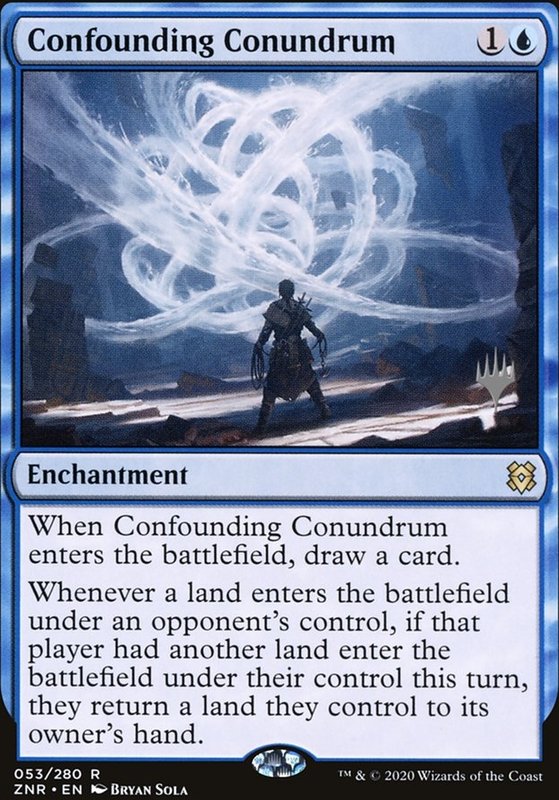 Confounding Conundrum 1
Enchantment
When Confounding Conundrum
enters the battlefield, draw a card.
Whenever a land enters the battlefield
under an opponent's control, if that
player had another land enter the
battlefield under their control this turn,
they return a land they control to its
owner's hand.
053/280 R
ZNR • EN Bryan Sola
™ & © 2020 Wizards of the Coast